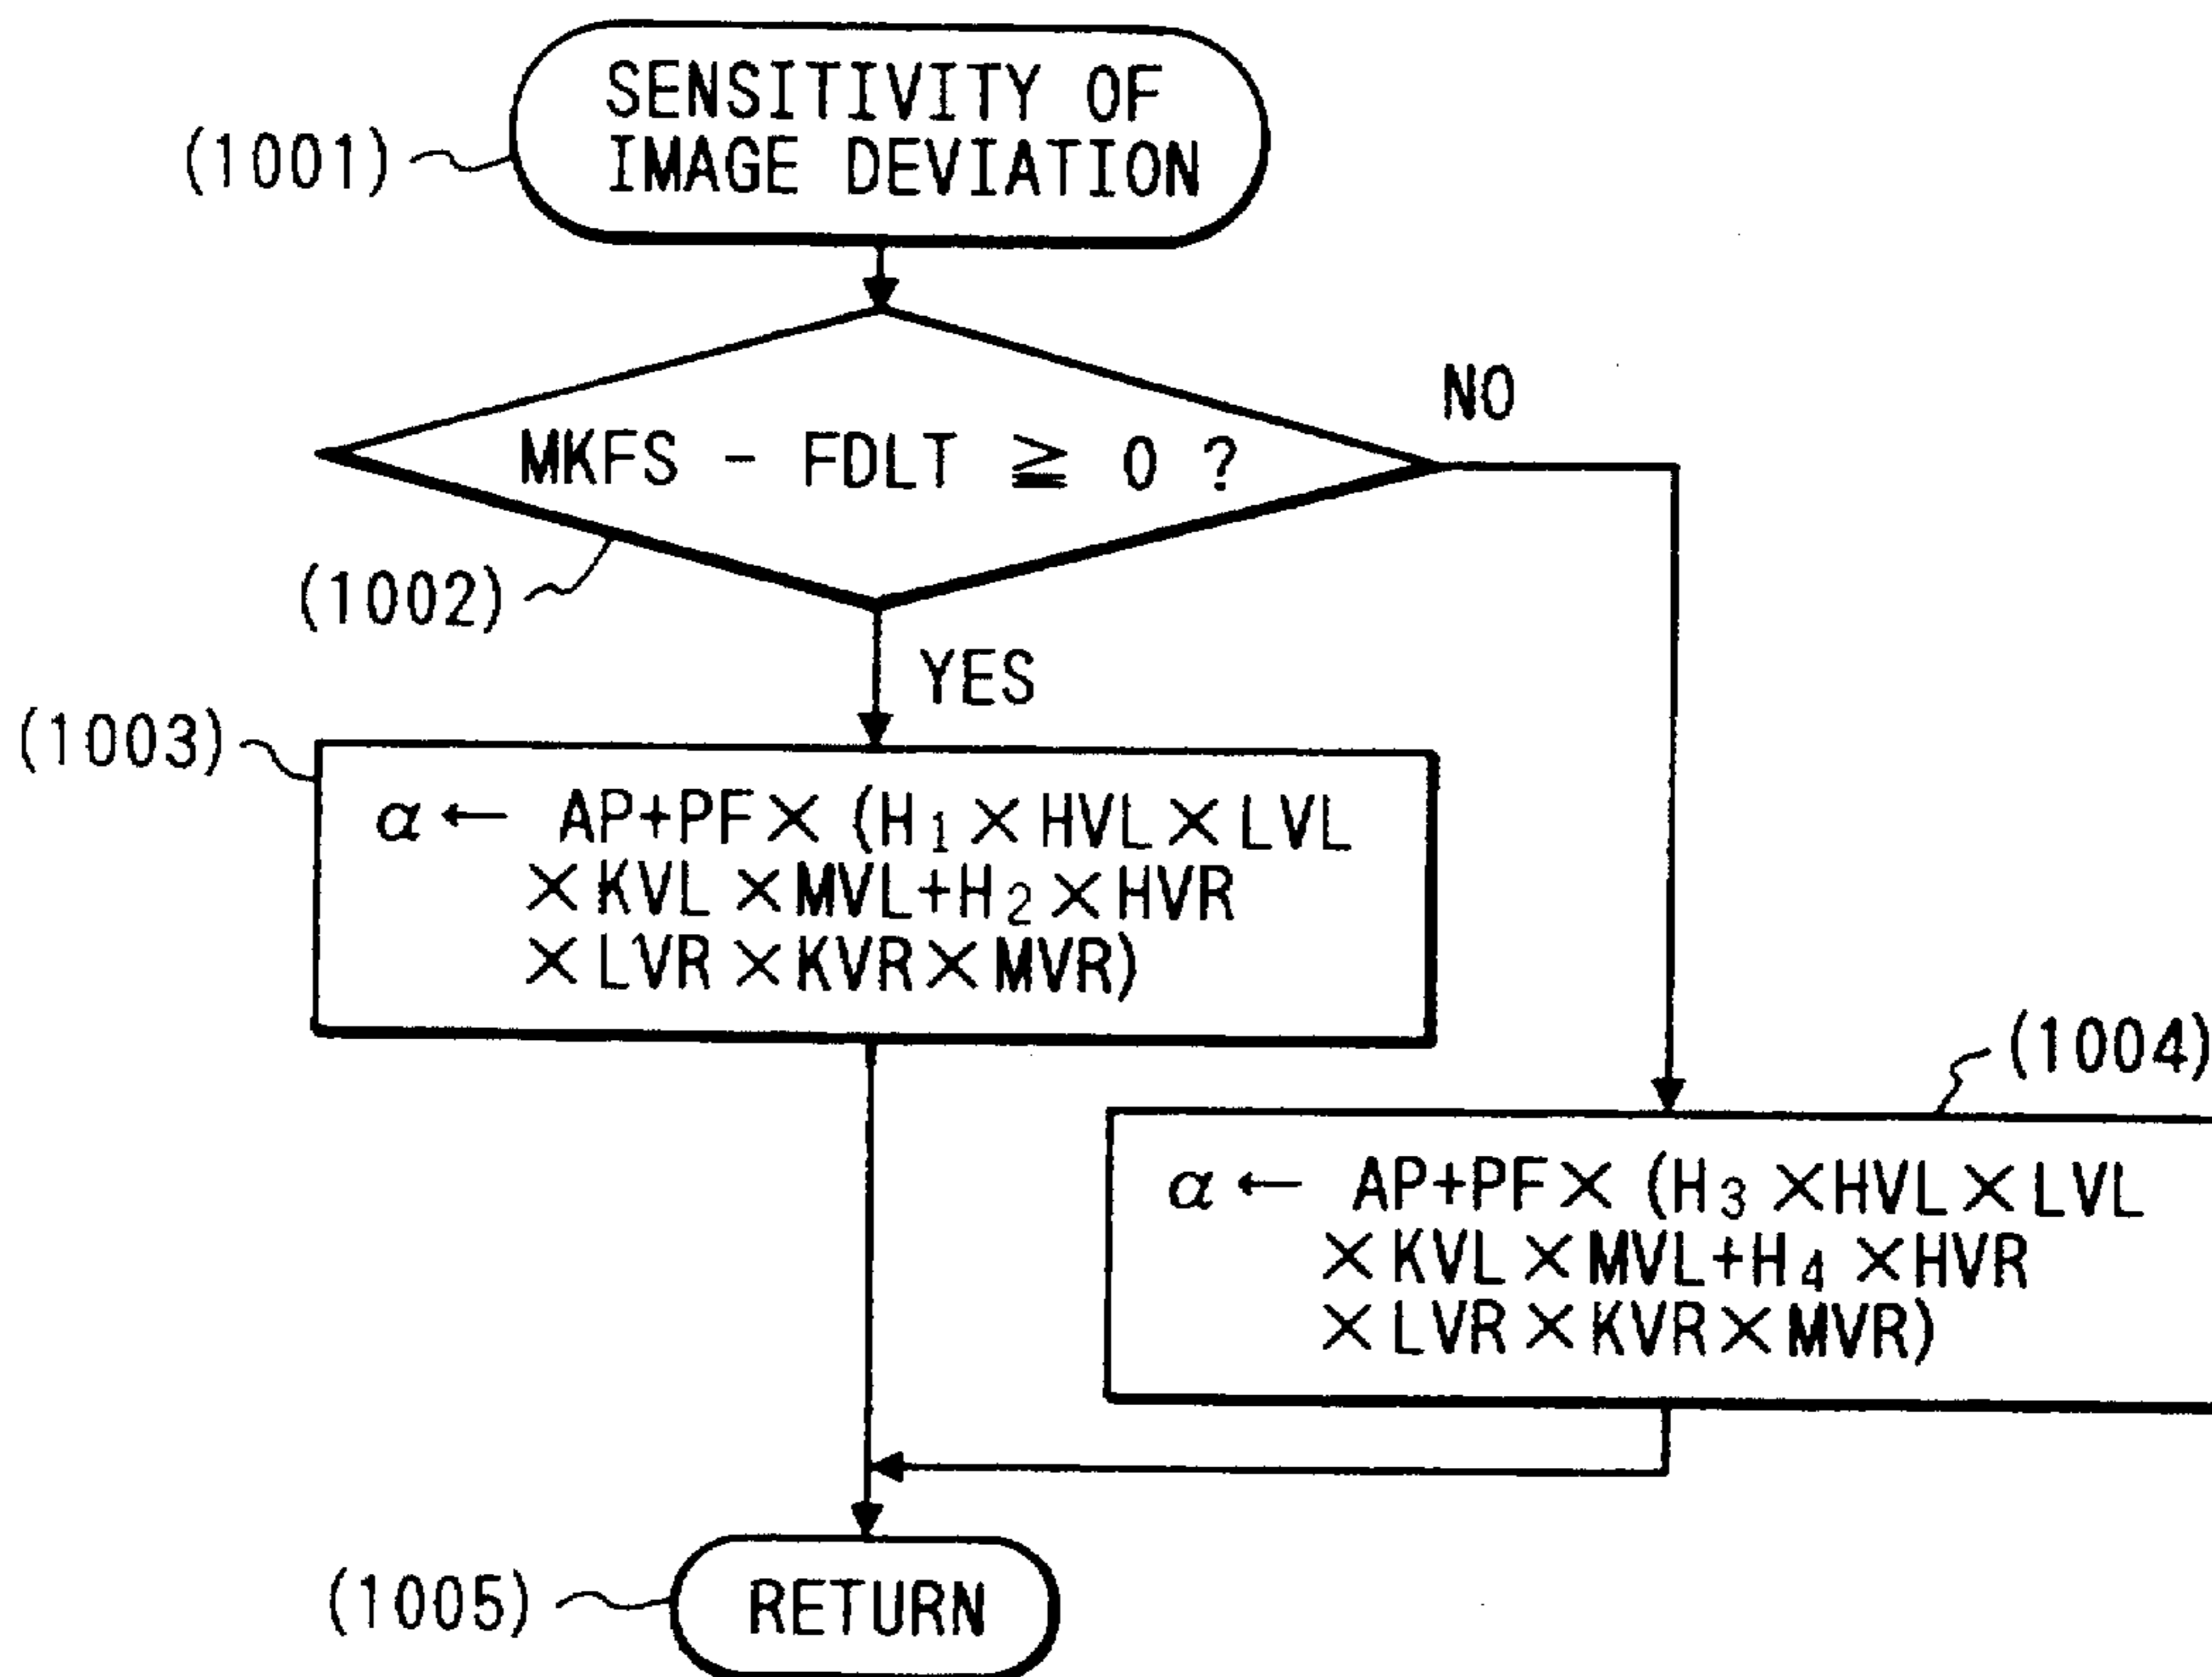 SENSITIVITY OF
IMAGE DEVIATION
(1001)
MKFS - FDLT ≧ 0 ?
NO
(1002)
YES
(1003)
α ← AP+PF× (H₁ ×HVL×LVL
×KVL ×MVL+H₂ ×HVR
×LVR ×KVR×MVR)
(1004)
α ← AP+PF× (H₃ ×HVL×LVL
×KVL ×MVL+H₄ ×HVR
×LVR ×KVR×MVR)
(1005)
RETURN